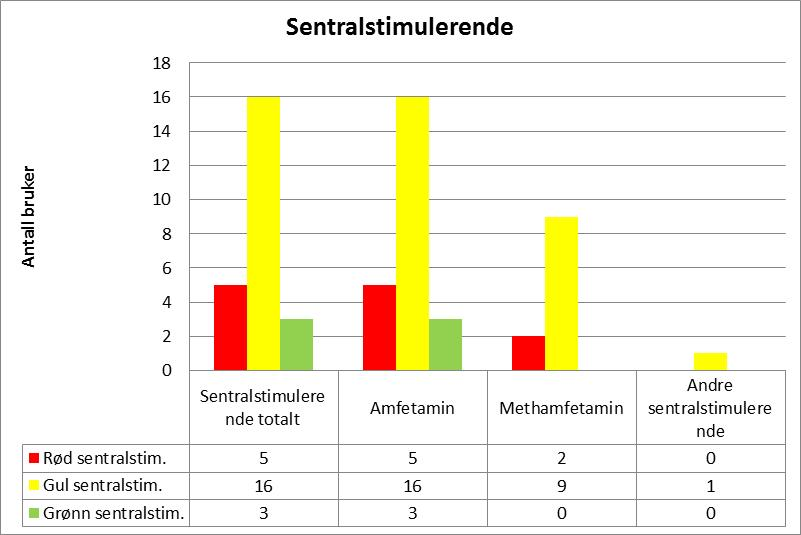 Sentralstimulerende
Antall bruker
18
16
14
12
10
8
6
4
2
0
Sentralstimulere
nde totalt
Amfetamin
Methamfetamin
Andre
sentralstimulere
nde
Rød sentralstim. 5 5 2 0
Gul sentralstim. 16 16 9 1
Grønn sentralstim. 3 3 0 0